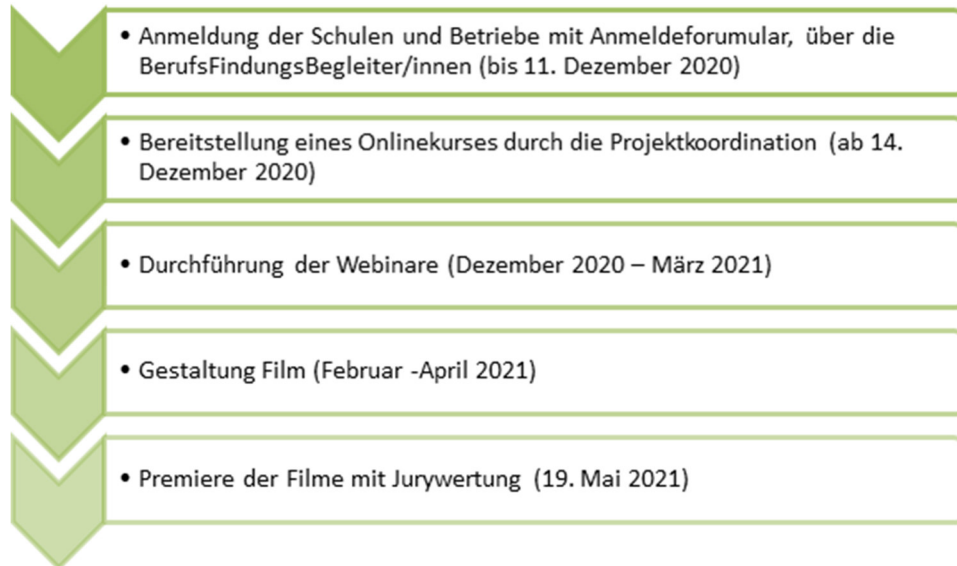 • Anmeldung der Schulen und Betriebe mit Anmeldeforumular, über die
BerufsFindungsBegleiter/innen (bis 11. Dezember 2020)
• Bereitstellung eines Onlinekurses durch die Projektkoordination (ab 14.
Dezember 2020)
• Durchführung der Webinare (Dezember 2020 – März 2021)
• Gestaltung Film (Februar -April 2021)
• Premiere der Filme mit Jurywertung (19. Mai 2021)